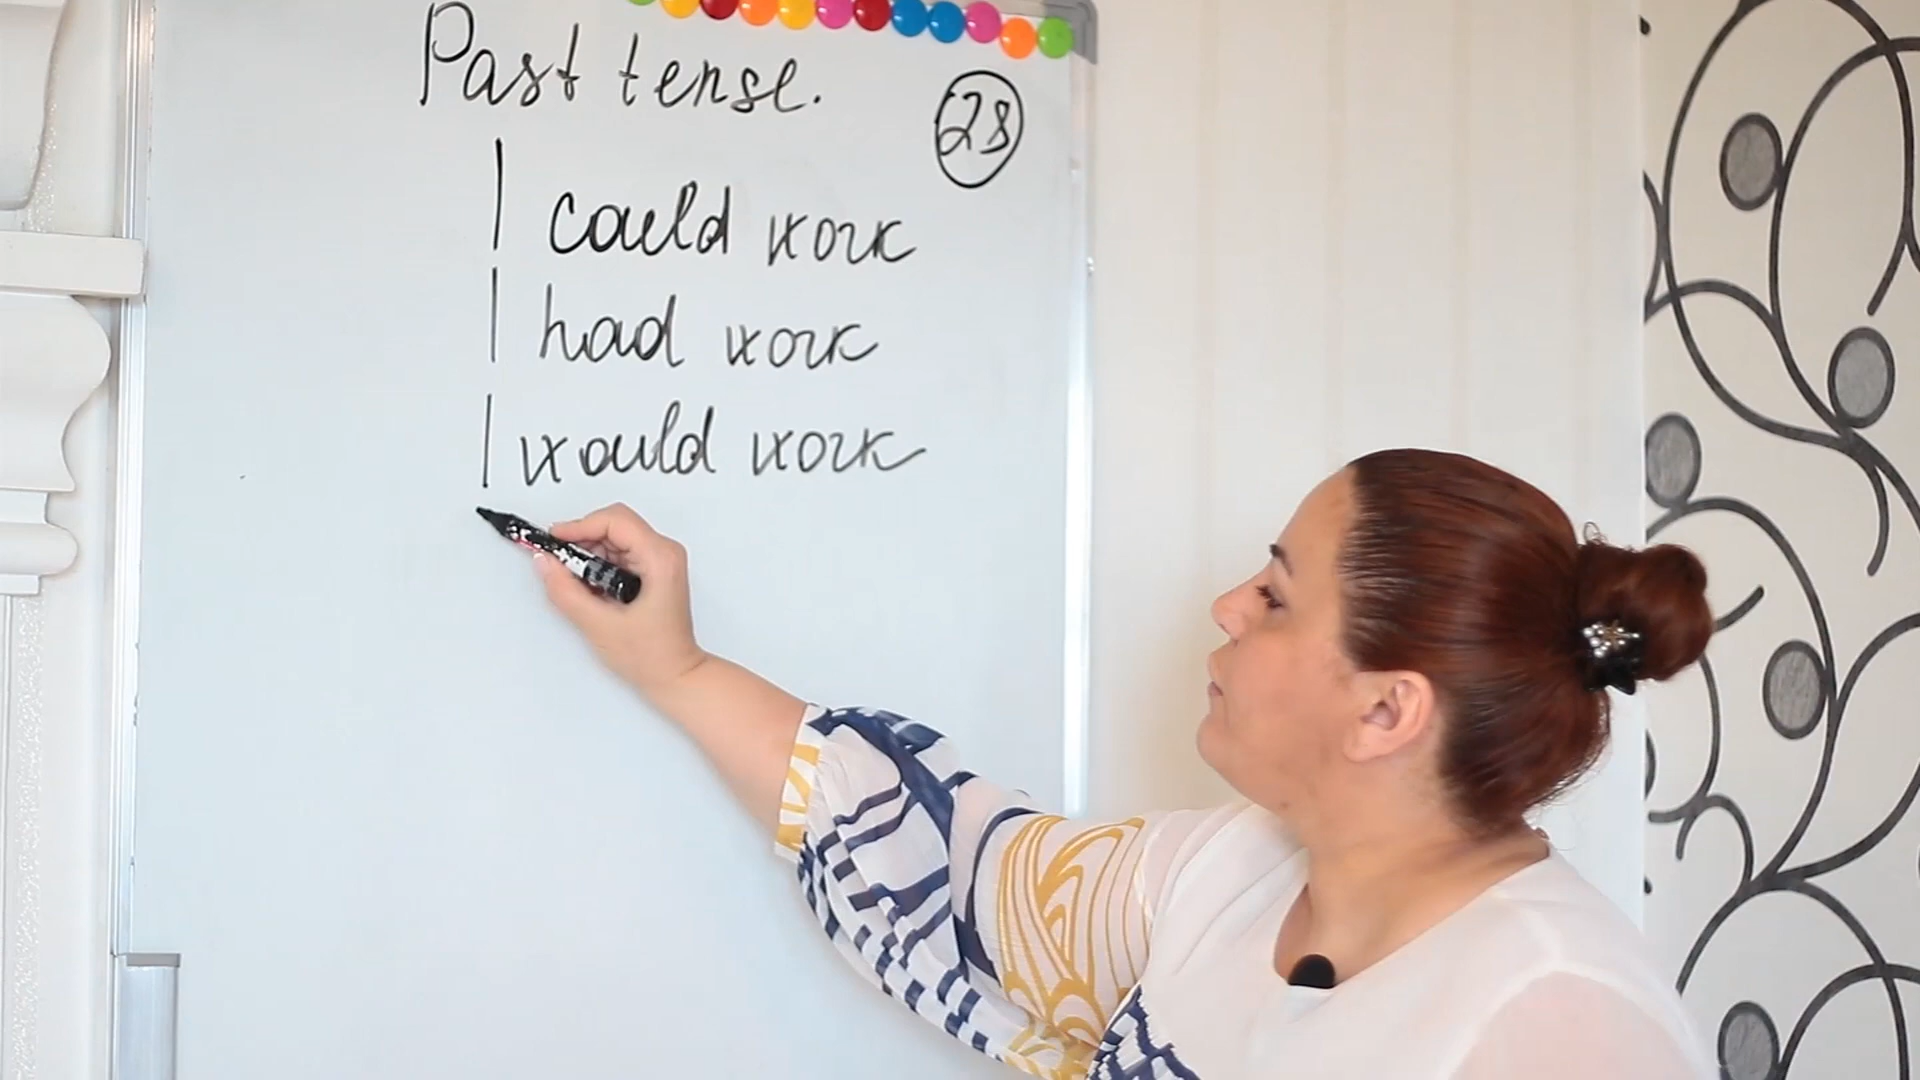 Past tense.
28
I could work
I had work
I would work